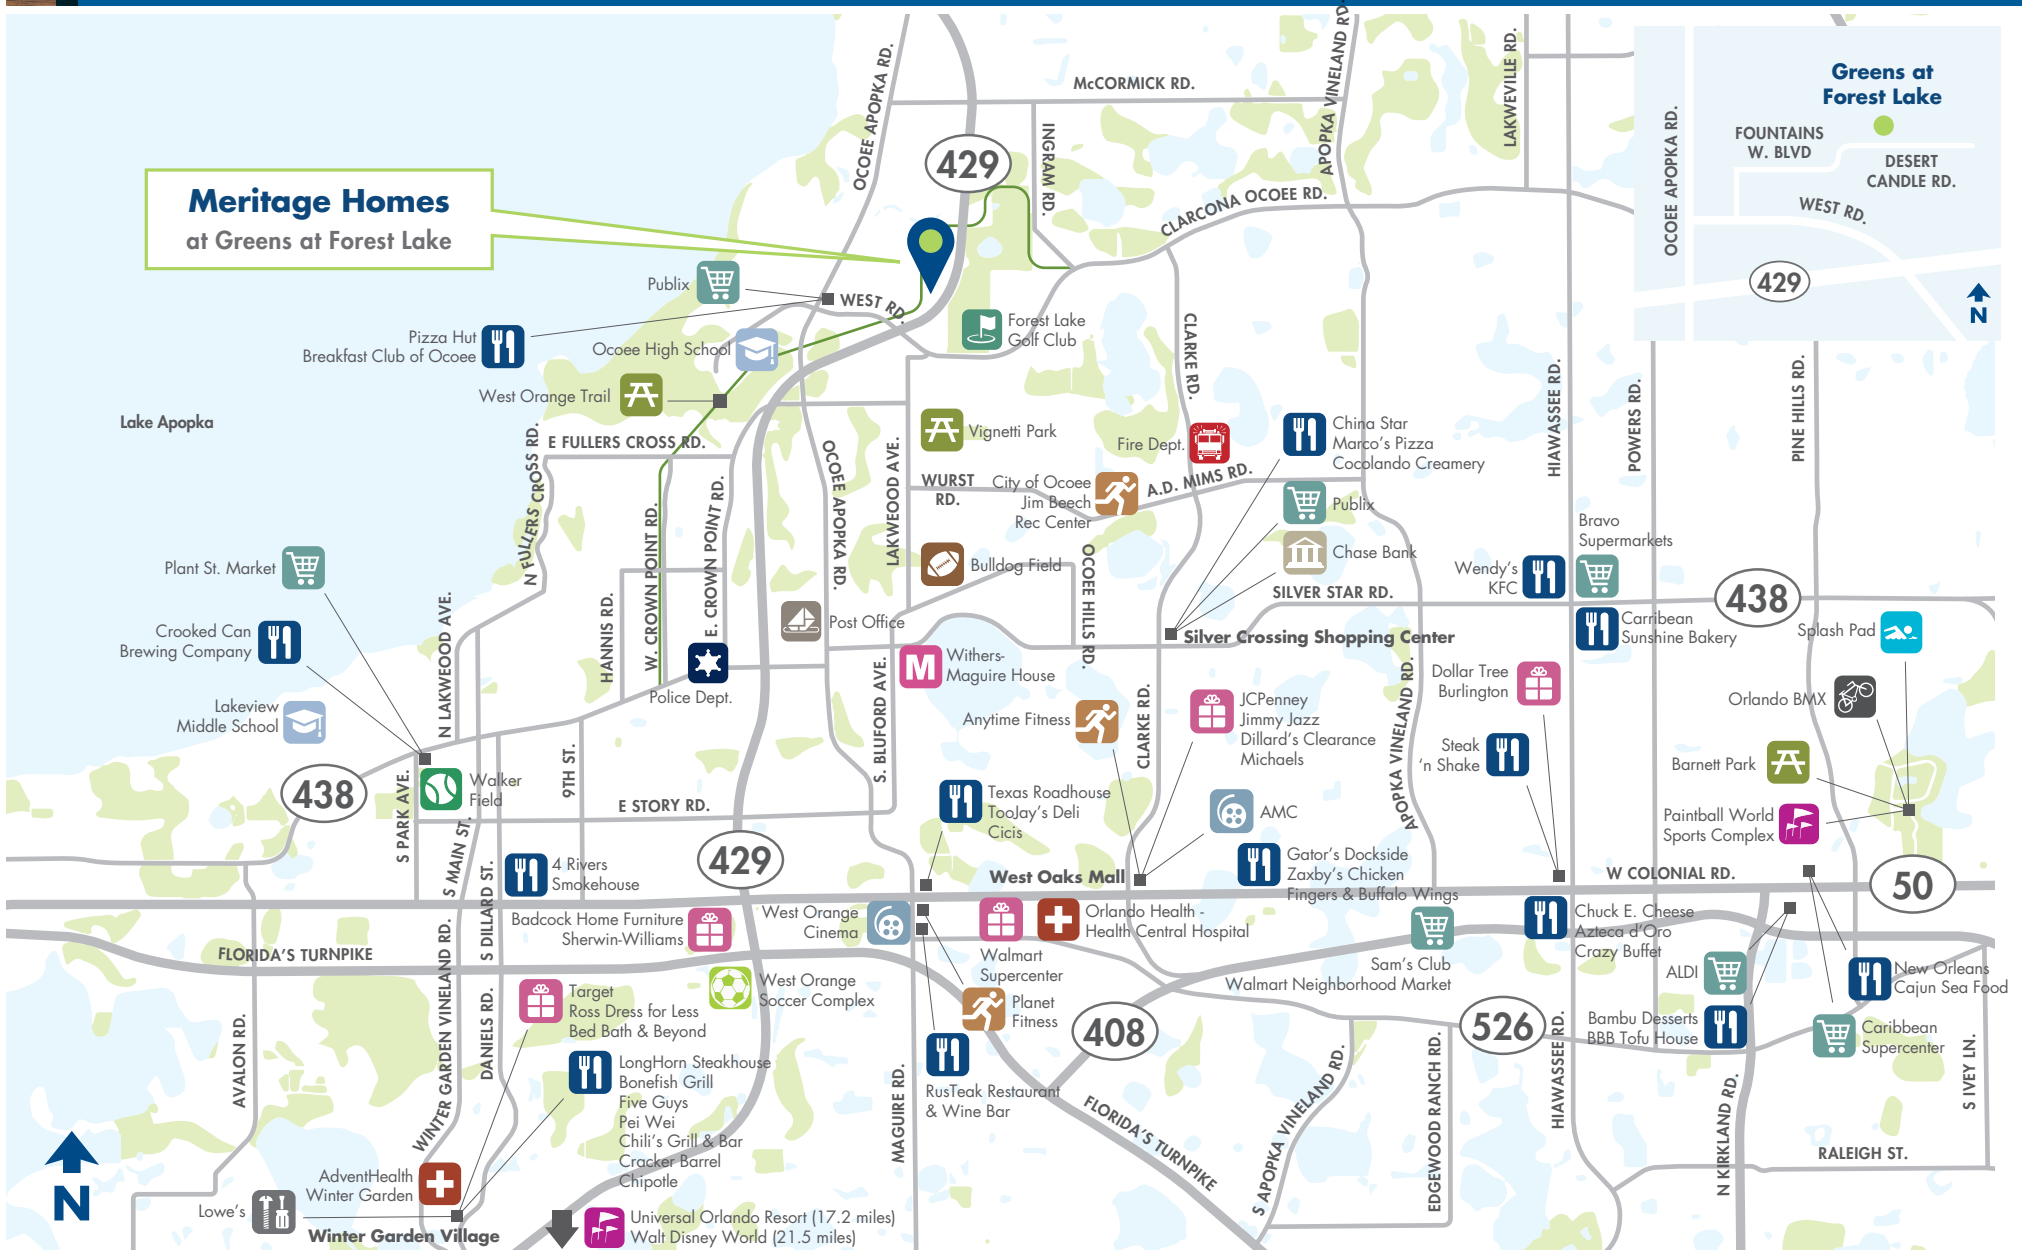 McCORMICK RD.
OCOEE APOPKA RD.
INGRAM RD.
APOPKA VINELAND RD.
LAKWEVILLE RD.
429
CLARCONA OCOEE RD.
Greens at
Forest Lake
FOUNTAINS
W. BLVD
DESERT
CANDLE RD.
OCOEE APOPKA RD.
WEST RD.
429
N
Meritage Homes
at Greens at Forest Lake
Publix
WEST RD.
Pizza Hut
Breakfast Club of Ocoee
Ocoee High School
Forest Lake
Golf Club
West Orange Trail
Lake Apopka
E FULLERS CROSS RD.
N FULLERS CROSS RD.
OCOEE APOPKA RD.
LAKWEOOD AVE.
Vignetti Park
WURST
RD.
City of Ocoee
Jim Beech
Rec Center
Fire Dept.
A.D. MIMS RD.
CLARKE RD.
China Star
Marco's Pizza
Cocolando Creamery
Publix
Chase Bank
HIAWASSEE RD.
POWERS RD.
PINE HILLS RD.
Bravo
Supermarkets
Wendy's
KFC
SILVER STAR RD.
438
Carribean
Sunshine Bakery
Splash Pad
Plant St. Market
Crooked Can
Brewing Company
Lakeview
Middle School
N LAKWEOOD AVE.
HANNIS RD.
W. CROWN POINT RD.
E. CROWN POINT RD.
Bulldog Field
Post Office
OCOEE HILLS RD.
Silver Crossing Shopping Center
Police Dept.
M
Withers-
Maguire House
S. BLUFORD AVE.
Anytime Fitness
CLARKE RD.
JCPenney
Jimmy Jazz
Dillard's Clearance
Michaels
APOPKA VINELAND RD.
Dollar Tree
Burlington
Steak
'n Shake
Orlando BMX
Barnett Park
Paintball World
Sports Complex
438
S PARK AVE.
Walker
Field
9TH ST.
E STORY RD.
S MAIN ST.
S DILLARD ST.
4 Rivers
Smokehouse
429
Texas Roadhouse
TooJay's Deli
Cicis
AMC
West Oaks Mall
Gator's Dockside
Zaxby's Chicken
Fingers & Buffalo Wings
W COLONIAL RD.
50
Badcock Home Furniture
Sherwin-Williams
West Orange
Cinema
Walmart
Supercenter
Orlando Health -
Health Central Hospital
Sam's Club
Walmart Neighborhood Market
Chuck E. Cheese
Azteca d'Oro
Crazy Buffet
FLORIDA'S TURNPIKE
WINTER GARDEN VINELAND RD.
DANIELS RD.
AVALON RD.
Target
Ross Dress for Less
Bed Bath & Beyond
West Orange
Soccer Complex
Planet
Fitness
408
526
ALDI
New Orleans
Cajun Sea Food
Bambu Desserts
BBB Tofu House
Caribbean
Supercenter
LongHorn Steakhouse
Bonefish Grill
Five Guys
Pei Wei
Chili's Grill & Bar
Cracker Barrel
Chipotle
MAGUIRE RD.
RusTeak Restaurant
& Wine Bar
FLORIDA'S TURNPIKE
S APOPKA VINELAND RD.
EDGEWOOD RANCH RD.
HIAWASSEE RD.
N KIRKLAND RD.
S IVEY LN.
RALEIGH ST.
N
AdventHealth
Winter Garden
Lowe's
Winter Garden Village
Universal Orlando Resort (17.2 miles)
Walt Disney World (21.5 miles)